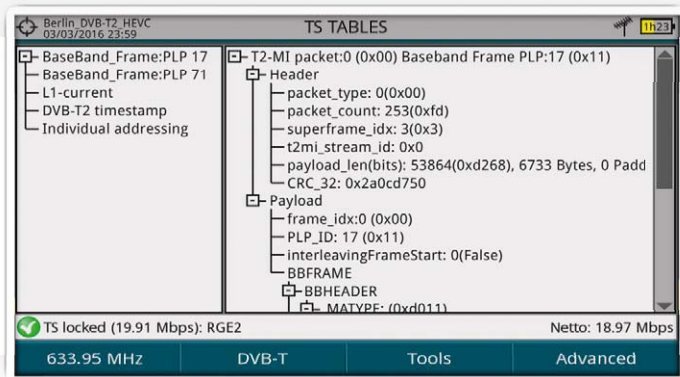 Berlin_DVB-T2_HEVC
03/03/2016 23:59
TS TABLES
1h23
BaseBand_Frame:PLP 17
BaseBand_Frame:PLP 71
L1-current
DVB-T2 timestamp
Individual addressing
T2-MI packet:0 (0x00) Baseband Frame PLP:17 (0x11)
Header
packet_type: 0(0x00)
packet_count: 253(0xfd)
superframe_idx: 3(0x3)
t2mi_stream_id: 0x0
payload_len(bits): 53864(0xd268), 6733 Bytes, 0 Padd
CRC_32: 0x2a0cd750
Payload
frame_idx:0 (0x00)
PLP_ID: 17 (0x11)
interleavingFrameStart: 0(False)
BBFRAME
BBHEADER
MATYPE: (0xd011)
TS locked (19.91 Mbps): RGE2
Netto: 18.97 Mbps
633.95 MHz
DVB-T
Tools
Advanced